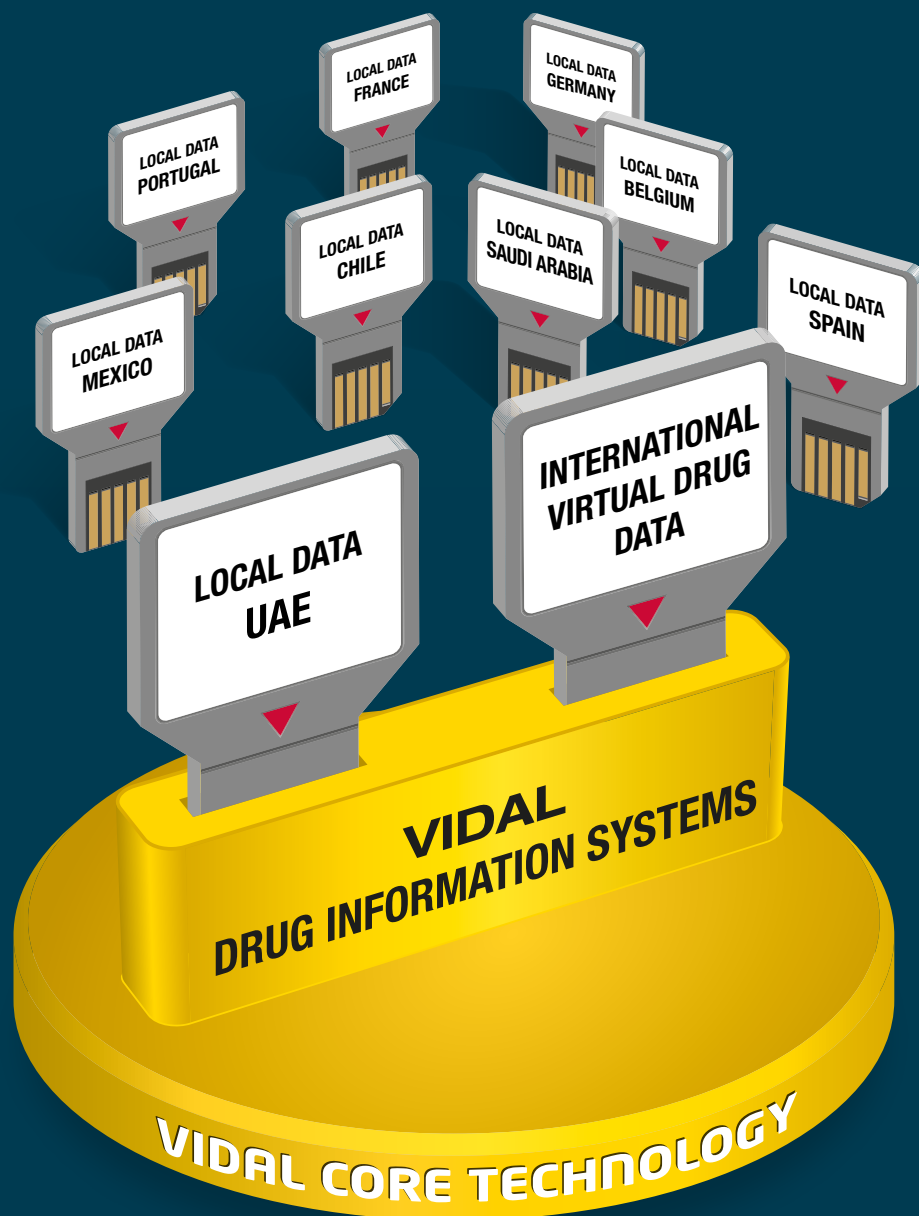 LOCAL DATA
FRANCE
LOCAL DATA
GERMANY
LOCAL DATA
PORTUGAL
LOCAL DATA
BELGIUM
LOCAL DATA
CHILE
LOCAL DATA
SAUDI ARABIA
LOCAL DATA
SPAIN
LOCAL DATA
MEXICO
INTERNATIONAL
VIRTUAL DRUG
DATA
LOCAL DATA
UAE
VIDAL
DRUG INFORMATION SYSTEMS
VIDAL CORE TECHNOLOGY